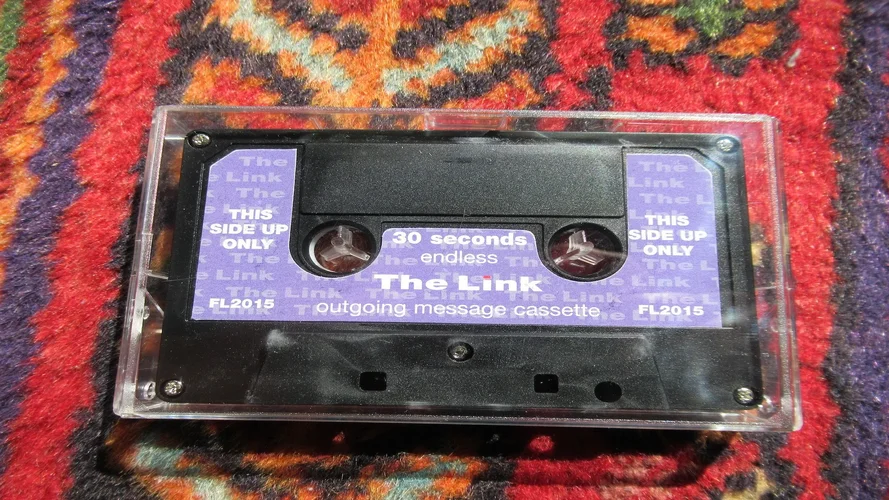 THIS
SIDE UP
ONLY
FL2015
30 seconds
endless
The Link
outgoing message cassette
THIS
SIDE UP
ONLY
FL2015